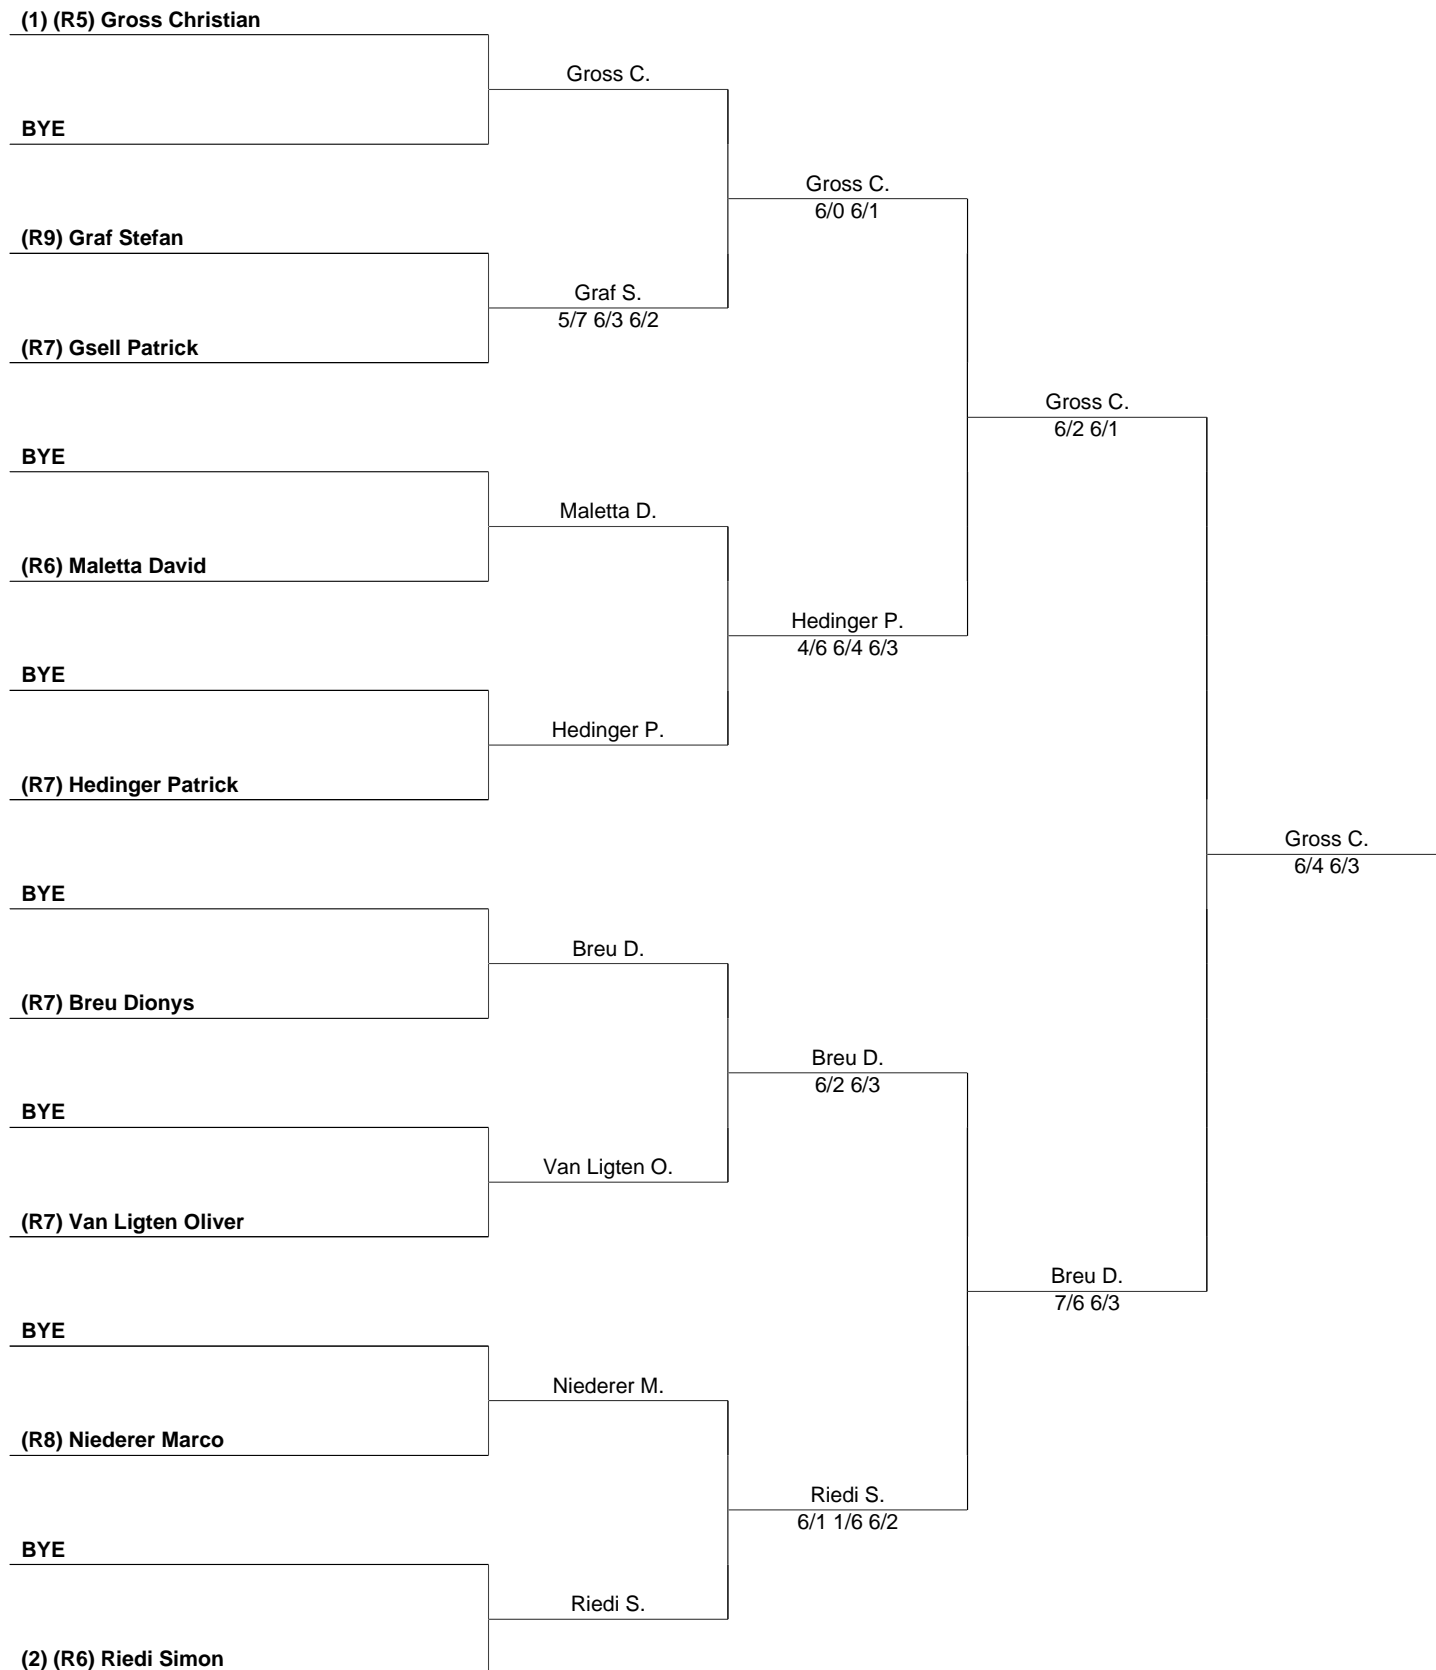 (1) (R5) Gross Christian
Gross C.
BYE
Gross C.
6/0 6/1
(R9) Graf Stefan
Graf S.
5/7 6/3 6/2
(R7) Gsell Patrick
Gross C.
6/2 6/1
BYE
Maletta D.
(R6) Maletta David
Hedinger P.
4/6 6/4 6/3
BYE
Hedinger P.
(R7) Hedinger Patrick
Gross C.
6/4 6/3
BYE
Breu D.
(R7) Breu Dionys
Breu D.
6/2 6/3
BYE
Van Ligten O.
(R7) Van Ligten Oliver
Breu D.
7/6 6/3
BYE
Niederer M.
(R8) Niederer Marco
Riedi S.
6/1 1/6 6/2
BYE
Riedi S.
(2) (R6) Riedi Simon